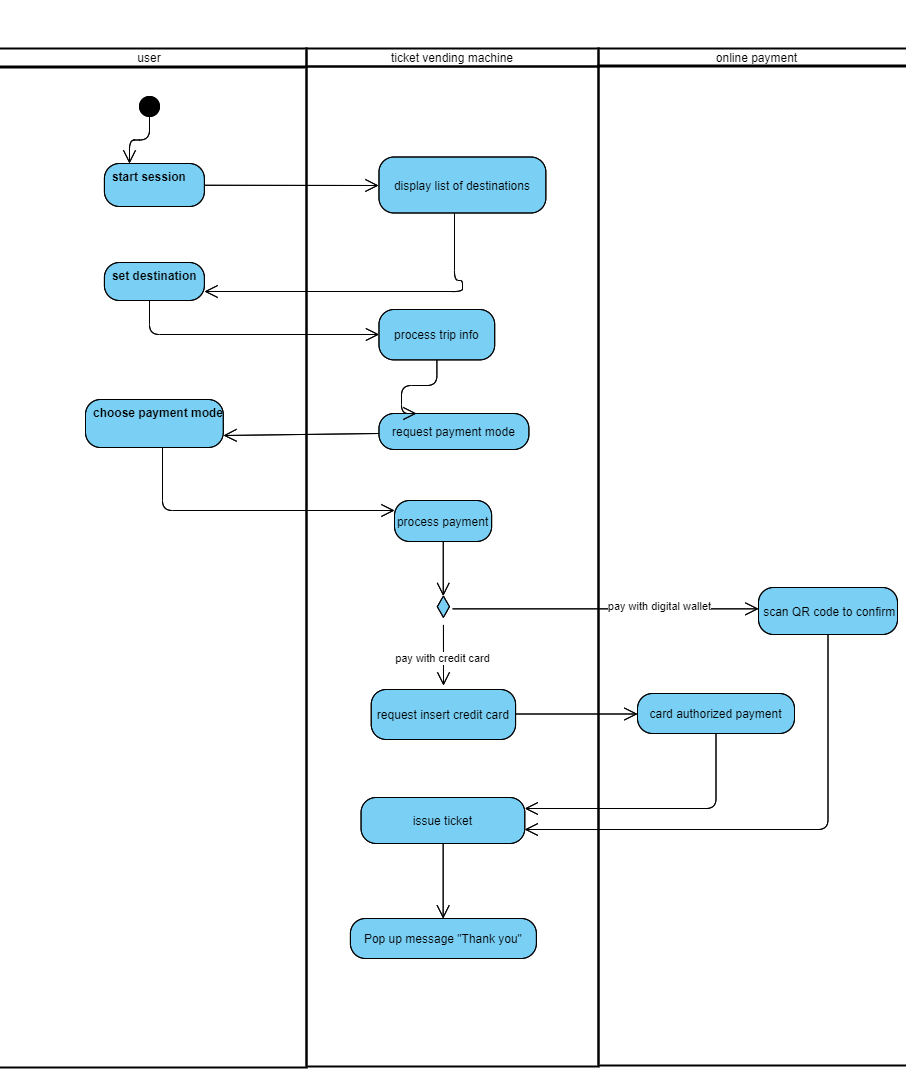 user
ticket vending machine
online payment
start session
display list of destinations
set destination
process trip info
choose payment mode
request payment mode
process payment
pay with digital wallet
scan QR code to confirm
pay with credit card
request insert credit card
card authorized payment
issue ticket
Pop up message "Thank you"